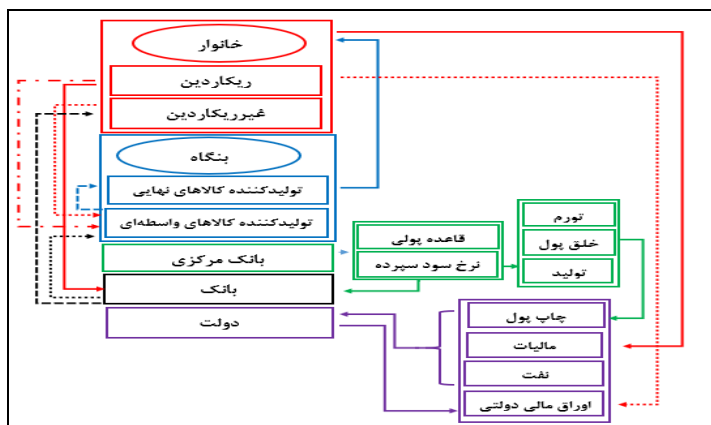 خانوار
ریکاردین
غیرریکاردین
بنگاه
تولیدکننده کالاهای نهایی
تولیدکننده کالاهای واسطه‌ای
بانک مرکزی
بانک
دولت
قاعده پولی
نرخ سود سپرده
تورم
خلق پول
تولید
چاپ پول
مالیات
نفت
اوراق مالی دولتی